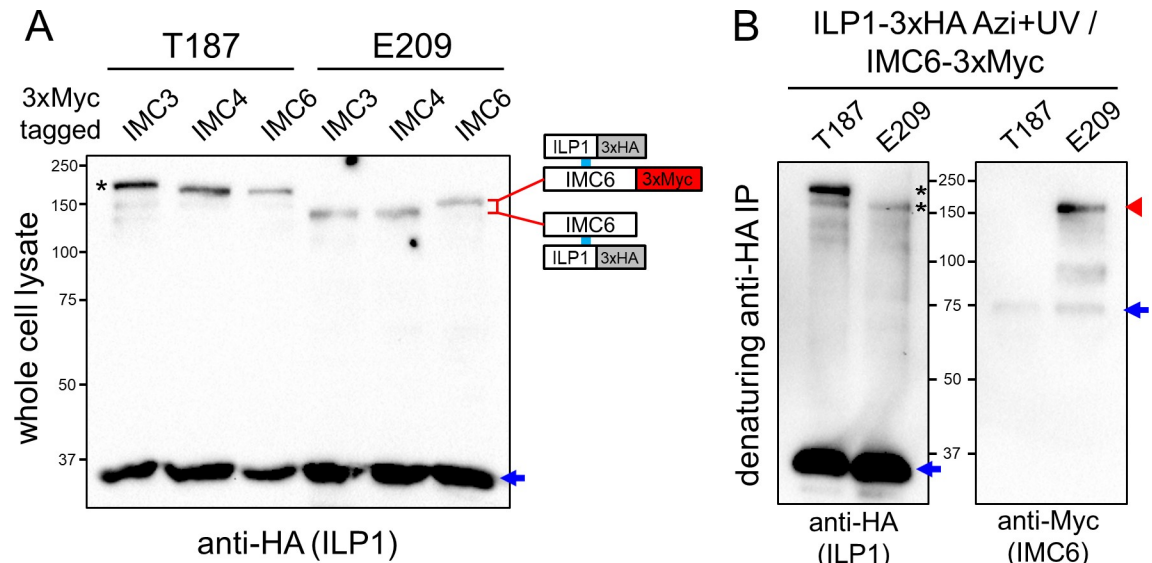 A
T187
E209
3xMyc
tagged
IMC3
IMC4
IMC6
IMC3
IMC4
IMC6
250
150
100
75
50
37
*
whole cell lysate
ILP1 3xHA
IMC6 3xMyc
IMC6
ILP1 3xHA
anti-HA (ILP1)
B
ILP1-3xHA Azi+UV /
IMC6-3xMyc
T187
E209
T187
E209
denaturing anti-HA IP
*
*
250
150
100
75
50
37
anti-HA
(ILP1)
anti-Myc
(IMC6)